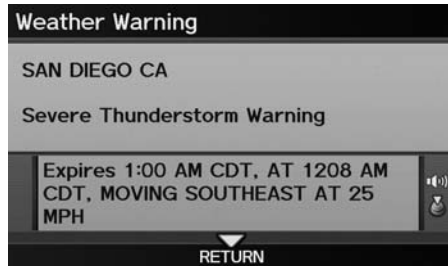 Weather Warning
SAN DIEGO CA
Severe Thunderstorm Warning
Expires 1:00 AM CDT, AT 1208 AM
CDT, MOVING SOUTHEAST AT 25
MPH
RETURN